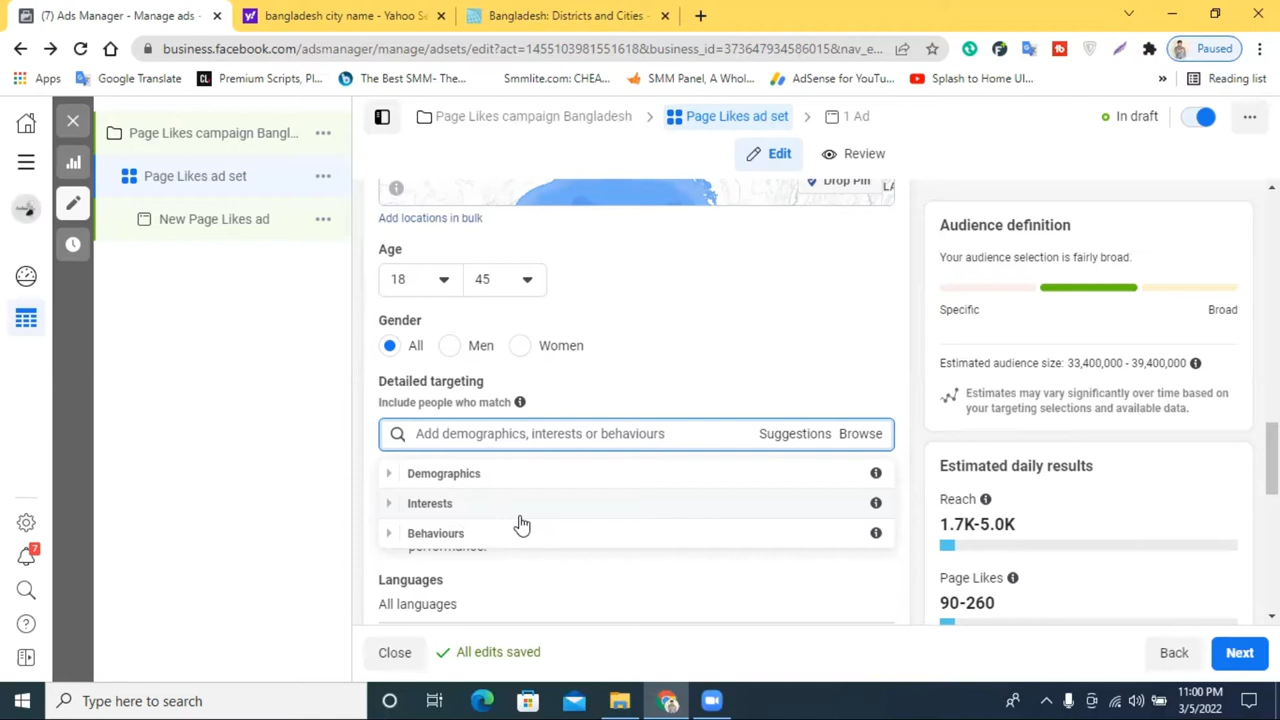 (7) Ads Manager - Manage ads -
bangladesh city name - Yahoo Se
Bangladesh: Districts and Cities -
business.facebook.com/adsmanager/manage/adsets/edit?act=1455103981551618&business_id=373647934586015&nav_e...
Paused
Apps
Google Translate
Premium Scripts, Pl...
The Best SMM- The...
Smmlite.com: CHEA...
SMM Panel, A Whol...
AdSense for YouTu...
Splash to Home UI...
»
Reading list
Page Likes campaign Bangl...
Page Likes ad set
New Page Likes ad
Page Likes campaign Bangladesh
Page Likes ad set
1 Ad
In draft
Edit
Review
Drop Pin
Add locations in bulk
Age
18
45
Gender
All
Men
Women
Detailed targeting
Include people who match
Add demographics, interests or behaviours
Suggestions
Browse
Demographics
Interests
Behaviours
performance.
Languages
All languages
Close
All edits saved
Back
Next
Audience definition
Your audience selection is fairly broad.
Specific
Broad
Estimated audience size: 33,400,000 - 39,400,000
Estimates may vary significantly over time based on
your targeting selections and available data.
Estimated daily results
Reach
1.7K-5.0K
Page Likes
90-260
7
Type here to search
11:00 PM
3/5/2022